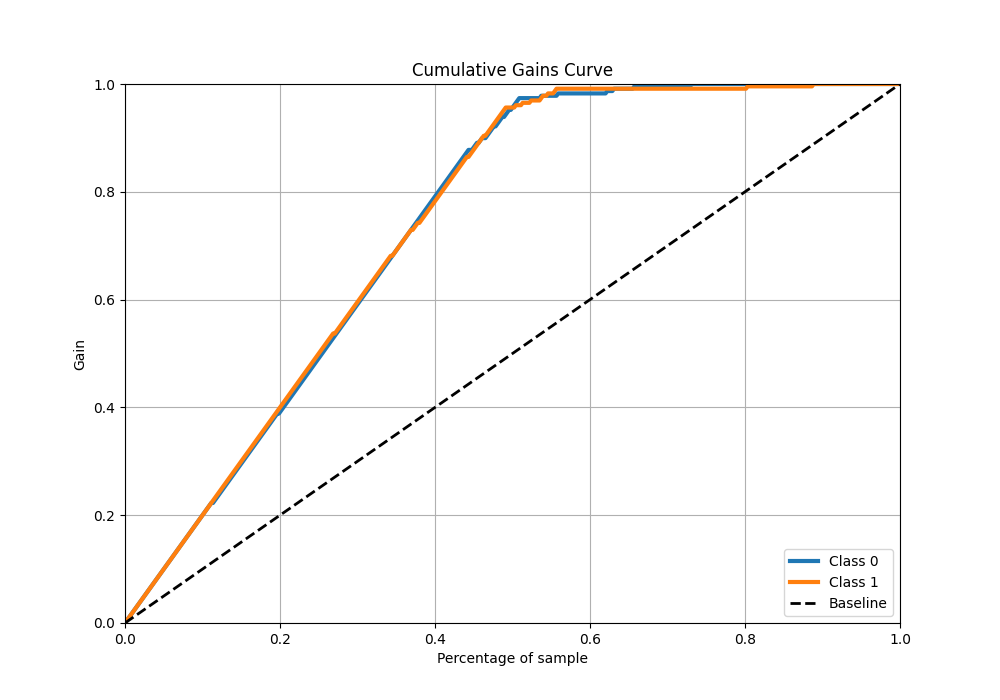 Cumulative Gains Curve
1.0
0.8
0.6
0.4
0.2
0.0
Gain
0.0 0.2 0.4 0.6 0.8 1.0
Percentage of sample
Class 0
Class 1
Baseline